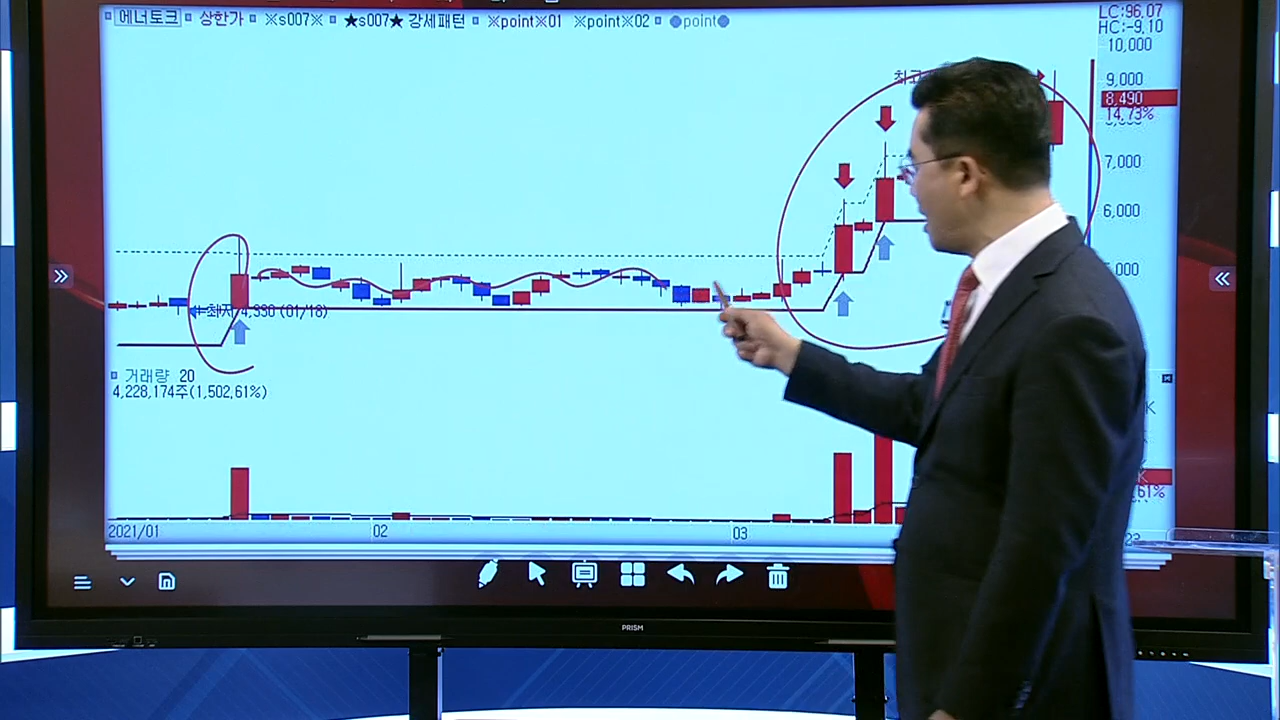 에너토크 상한가 ※s007※ ★s007★ 강세패턴 ※point※01 ※point※02 ●point●
LC:96.07
HC:-9.10
10,000
최고
9,000
8,490
14.73%
7,000
6,000
5,000
최저 4,330 (01/18)
거래량 20
4,228,174주(1,502.61%)
K
K
2021/01 02 03
PRISM